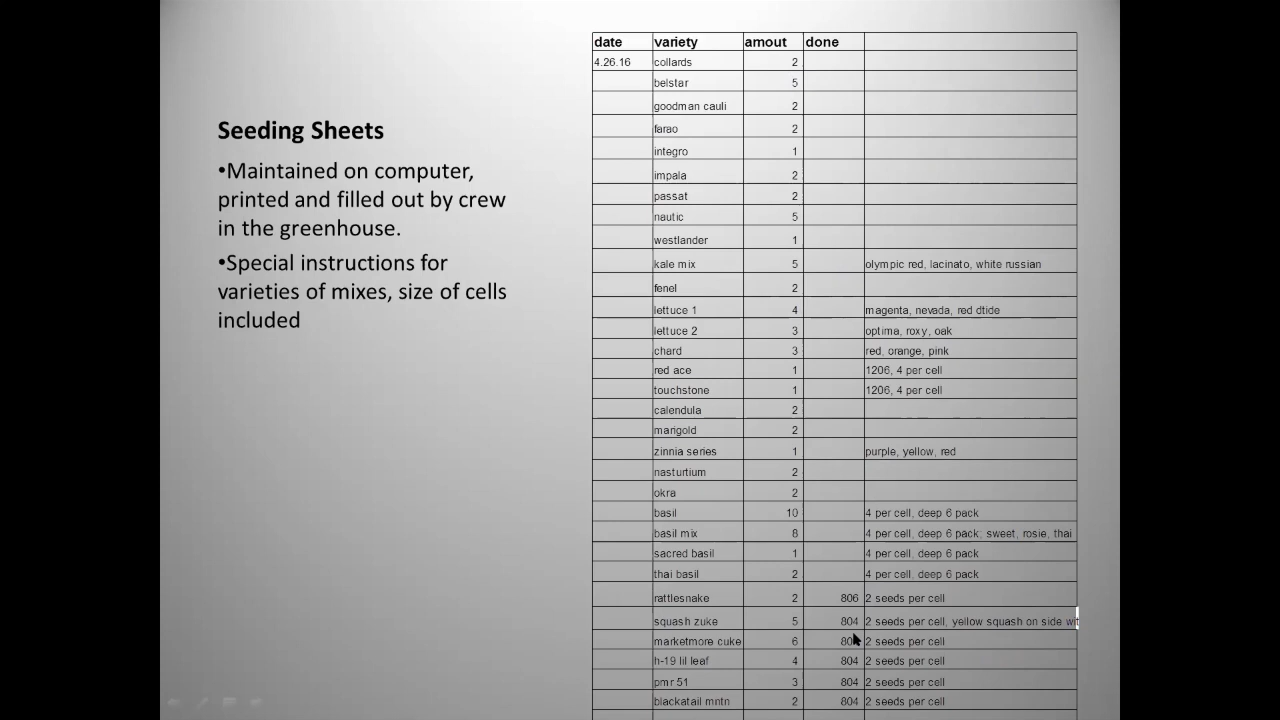 Seeding Sheets
•Maintained on computer,
printed and filled out by crew
in the greenhouse.
•Special instructions for
varieties of mixes, size of cells
included
date variety amout done
4.26.16 collards 2
belstar 5
goodman cauli 2
farao 2
integro 1
impala 2
passat 2
nautic 5
westlander 1
kale mix 5 olympic red, lacinato, white russian
fenel 2
lettuce 1 4 magenta, nevada, red dtide
lettuce 2 3 optima, roxy, oak
chard 3 red, orange, pink
red ace 1 1206, 4 per cell
touchstone 1 1206, 4 per cell
calendula 2
marigold 2
zinnia series 1 purple, yellow, red
nasturtium 2
okra 2
basil 10 4 per cell, deep 6 pack
basil mix 8 4 per cell, deep 6 pack; sweet, rosie, thai
sacred basil 1 4 per cell, deep 6 pack
thai basil 2 4 per cell, deep 6 pack
rattlesnake 2 806 2 seeds per cell
squash zuke 5 804 2 seeds per cell, yellow squash on side wit
marketmore cuke 6 2 seeds per cell
h-19 lil leaf 4 804 2 seeds per cell
pmr 51 3 804 2 seeds per cell
blackatail mntn 2 804 2 seeds per cell